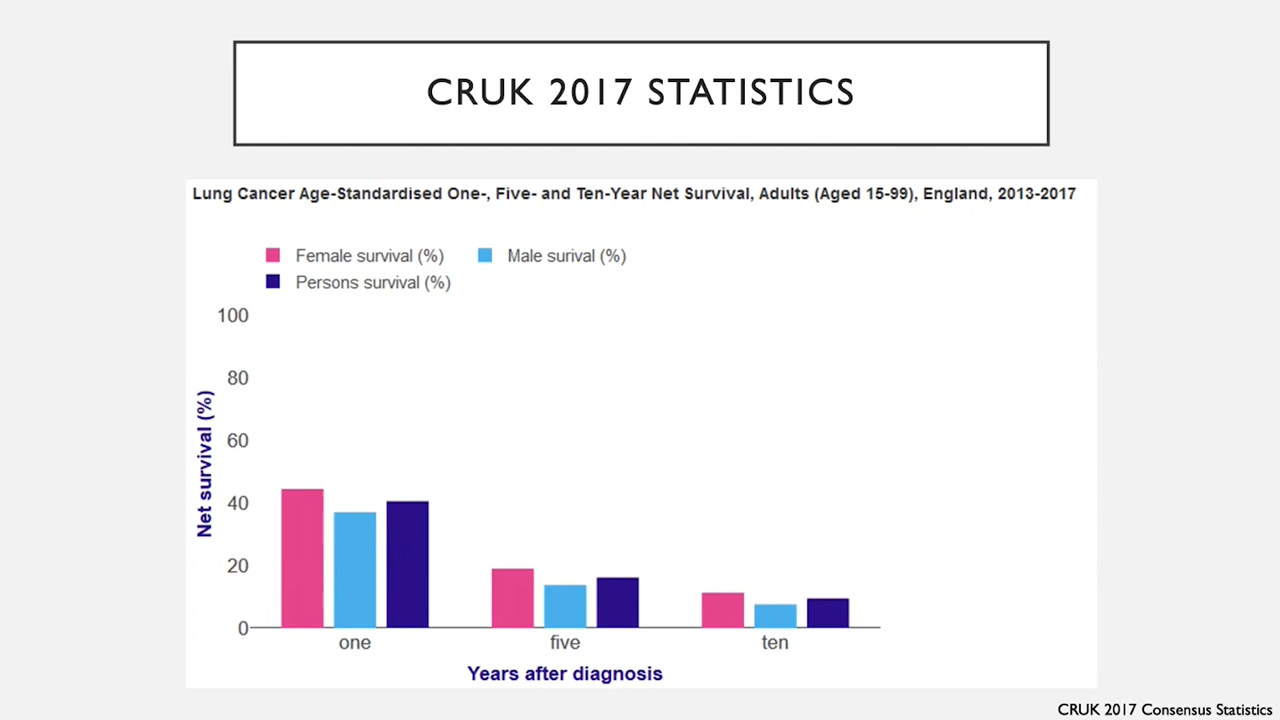 CRUK 2017 STATISTICS
Lung Cancer Age-Standardised One-, Five- and Ten-Year Net Survival, Adults (Aged 15-99), England, 2013-2017
Female survival (%) Male surival (%)
Persons survival (%)
100
80
60
40
20
0
Net survival (%)
one five ten
Years after diagnosis
CRUK 2017 Consensus Statistics